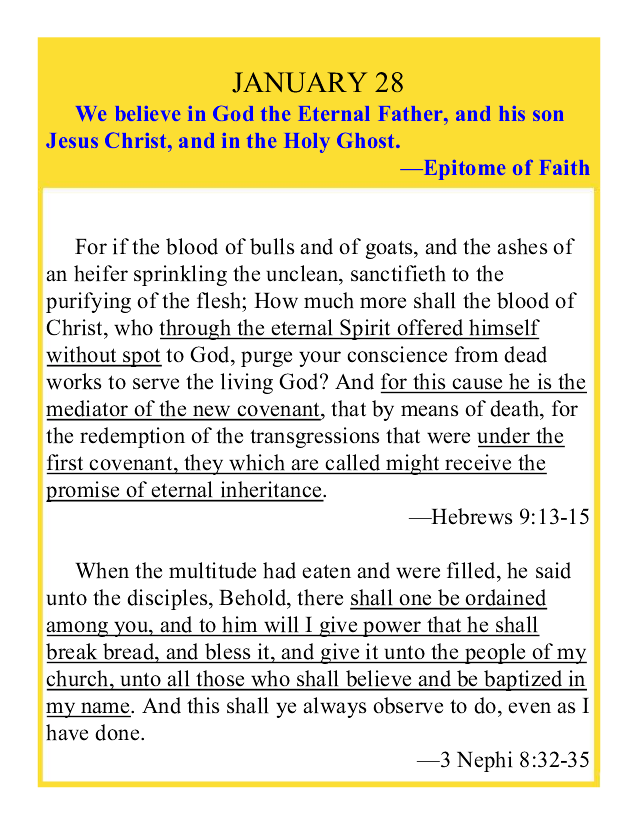 JANUARY 28
We believe in God the Eternal Father, and his son
Jesus Christ, and in the Holy Ghost.
—Epitome of Faith
For if the blood of bulls and of goats, and the ashes of
an heifer sprinkling the unclean, sanctifieth to the
purifying of the flesh; How much more shall the blood of
Christ, who through the eternal Spirit offered himself
without spot to God, purge your conscience from dead
works to serve the living God? And for this cause he is the
mediator of the new covenant, that by means of death, for
the redemption of the transgressions that were under the
first covenant, they which are called might receive the
promise of eternal inheritance.
—Hebrews 9:13-15
When the multitude had eaten and were filled, he said
unto the disciples, Behold, there shall one be ordained
among you, and to him will I give power that he shall
break bread, and bless it, and give it unto the people of my
church, unto all those who shall believe and be baptized in
my name. And this shall ye always observe to do, even as I
have done.
—3 Nephi 8:32-35